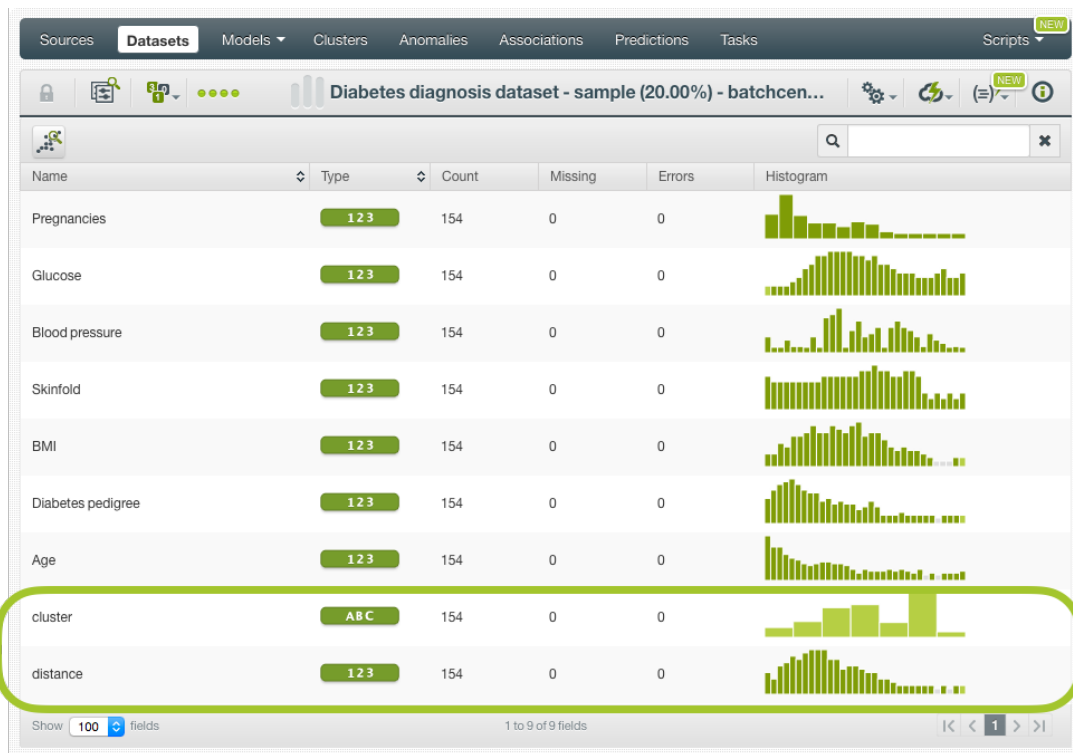 NEW
Sources Datasets Models Clusters Anomalies Associations Predictions Tasks Scripts
Diabetes diagnosis dataset - sample (20.00%) - batchcen... NEW
Name Type Count Missing Errors Histogram
Pregnancies 123 154 0 0
Glucose 123 154 0 0
Blood pressure 123 154 0 0
Skinfold 123 154 0 0
BMI 123 154 0 0
Diabetes pedigree 123 154 0 0
Age 123 154 0 0
cluster ABC 154 0 0
distance 123 154 0 0
Show 100 fields 1 to 9 of 9 fields 1